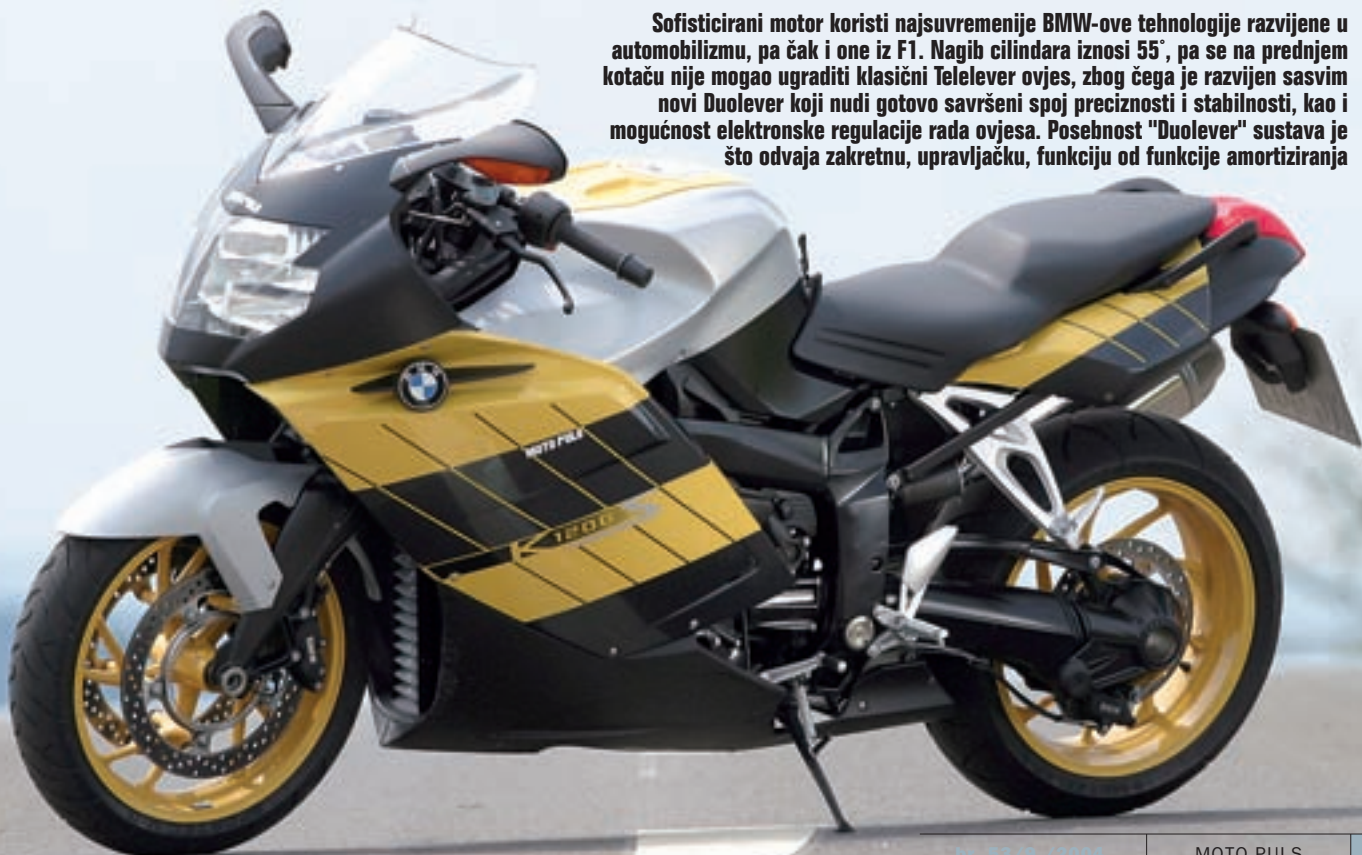 Sofisticirani motor koristi najsuvremenije BMW-ove tehnologije razvijene u
automobilizmu, pa čak i one iz F1. Nagib cilindara iznosi 55°, pa se na prednjem
kotaču nije mogao ugraditi klasični Telelever ovjes, zbog čega je razvijen sasvim
novi Duolever koji nudi gotovo savršeni spoj preciznosti i stabilnosti, kao i
mogućnost elektronske regulacije rada ovjesa. Posebnost "Duolever" sustava je
što odvaja zakretnu, upravljačku, funkciju od funkcije amortiziranja
MOTO PULS
K 1200 S
MOTO PULS